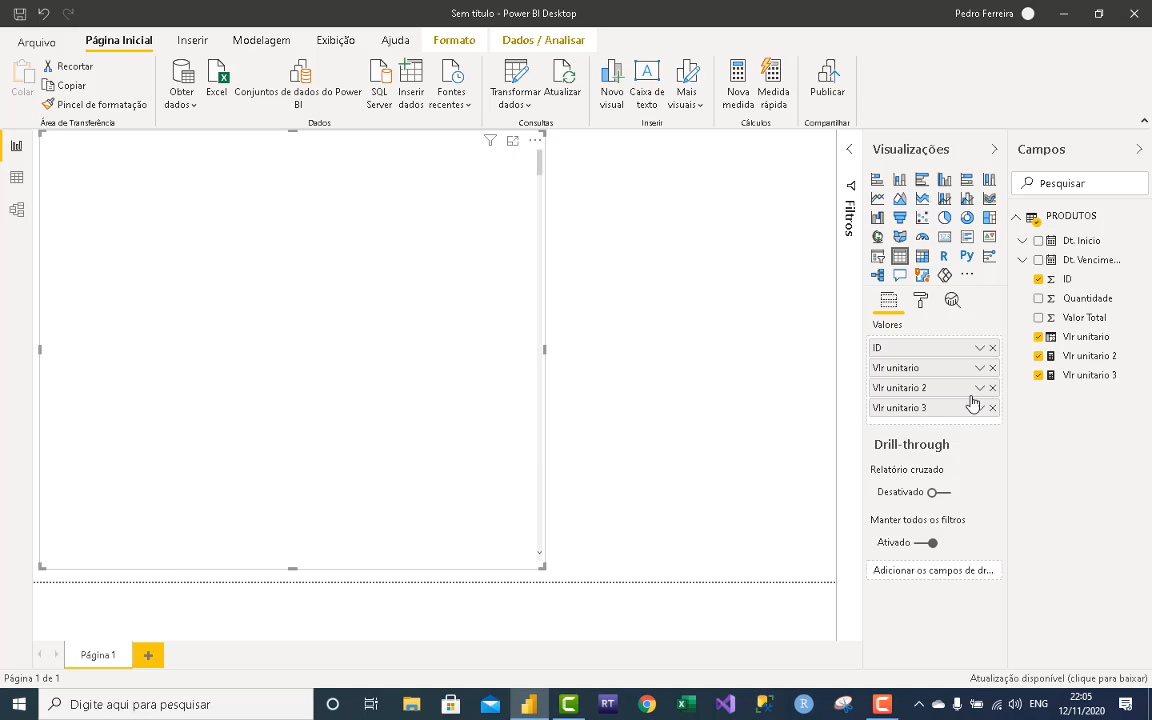 Sem título - Power BI Desktop
Pedro Ferreira
Arquivo
Página Inicial
Inserir
Modelagem
Exibição
Ajuda
Formato
Dados / Analisar
Colar
Recortar
Copiar
Pincel de formatação
Área de Transferência
Obter
dados
Excel
Conjuntos de dados do Power
BI
SQL
Server
Inserir
dados
Fontes
recentes
Dados
Transformar
dados
Atualizar
Consultas
Novo
visual
Caixa de
texto
Mais
visuais
Inserir
Nova
medida
Medida
rápida
Cálculos
Publicar
Compartilhar
Filtros
Visualizações
R
Py
Valores
ID
Vlr unitario
Vlr unitario 2
Vlr unitario 3
Drill-through
Relatório cruzado
Desativado
Manter todos os filtros
Ativado
Adicionar os campos de dr...
Campos
Pesquisar
PRODUTOS
Dt. Inicio
Dt. Vencime...
ID
Quantidade
Valor Total
Vlr unitario
Vlr unitario 2
Vlr unitario 3
Página 1
Página 1 de 1
Atualização disponível (clique para baixar)
Digite aqui para pesquisar
RT
R
ENG
22:05
12/11/2020